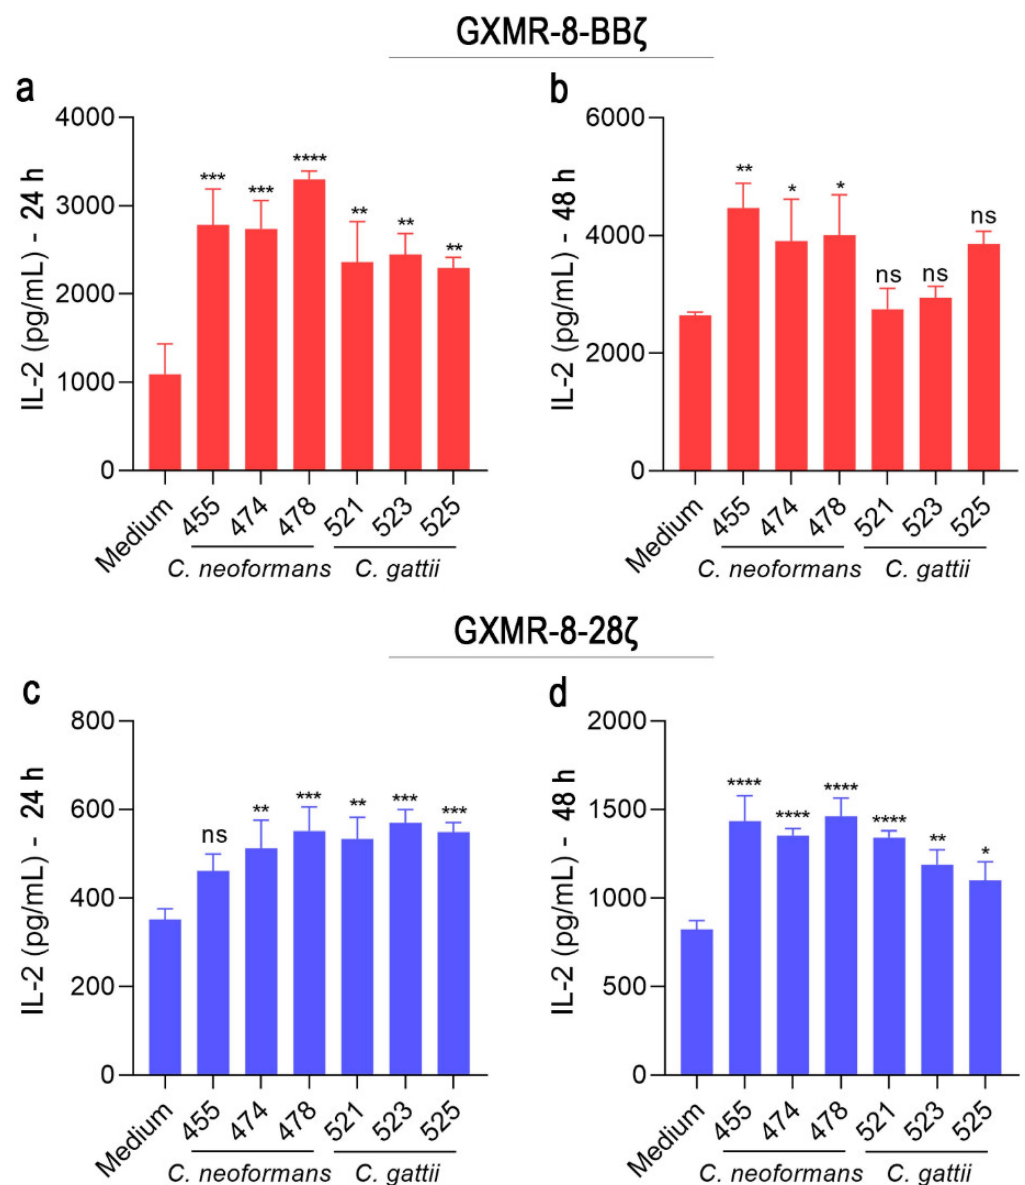 GXMR-8-BBζ
a
IL-2 (pg/mL) - 24 h
4000
3000
2000
1000
0
*** *** **** ** ** **
Medium 455 474 478 521 523 525
C. neoformans C. gattii
b
IL-2 (pg/mL) - 48 h
6000
4000
2000
0
** * * ns ns ns
Medium 455 474 478 521 523 525
C. neoformans C. gattii
GXMR-8-28ζ
c
IL-2 (pg/mL) - 24 h
800
600
400
200
0
ns ** *** ** *** ***
Medium 455 474 478 521 523 525
C. neoformans C. gattii
d
IL-2 (pg/mL) - 48 h
2000
1500
1000
500
0
**** **** **** **** ** *
Medium 455 474 478 521 523 525
C. neoformans C. gattii